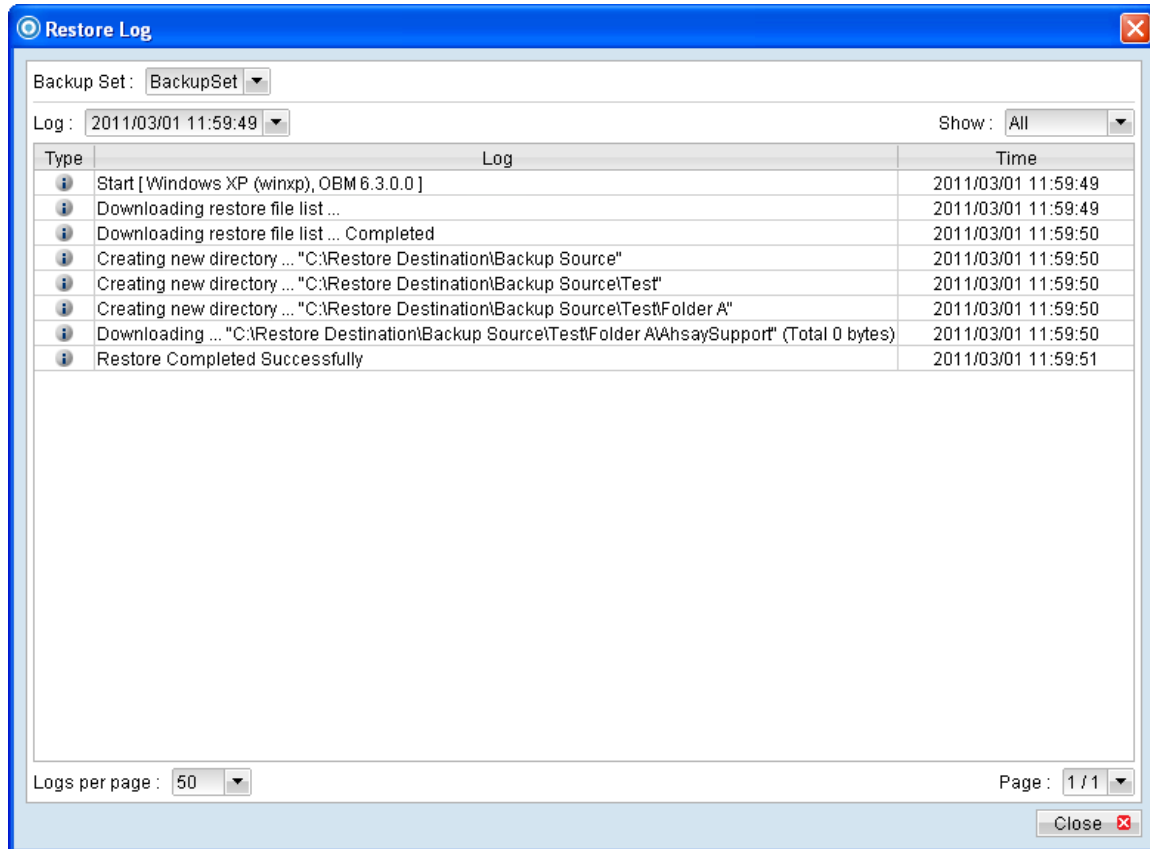 Restore Log
Backup Set : BackupSet
Log : 2011/03/01 11:59:49 Show : All
Type Log Time
Start [ Windows XP (winxp), OBM 6.3.0.0 ] 2011/03/01 11:59:49
Downloading restore file list ... 2011/03/01 11:59:49
Downloading restore file list ... Completed 2011/03/01 11:59:50
Creating new directory ... "C:\Restore Destination\Backup Source" 2011/03/01 11:59:50
Creating new directory ... "C:\Restore Destination\Backup Source\Test" 2011/03/01 11:59:50
Creating new directory ... "C:\Restore Destination\Backup Source\Test\Folder A" 2011/03/01 11:59:50
Downloading ... "C:\Restore Destination\Backup Source\Test\Folder A\AhsaySupport" (Total 0 bytes) 2011/03/01 11:59:50
Restore Completed Successfully 2011/03/01 11:59:51
Logs per page : 50 Page : 1 / 1
Close